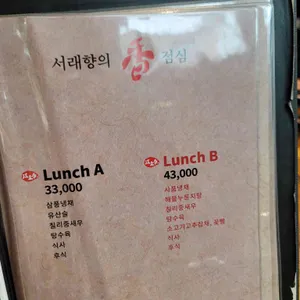 서래향의 香 점심
Lunch A
33,000
삼품냉채
유산슬
칠리중새우
탕수육
식사
후식
Lunch B
43,000
사품냉채
해물누룽지탕
칠리중새우
탕수육
소고기고추잡채, 꽃빵
식사
후식